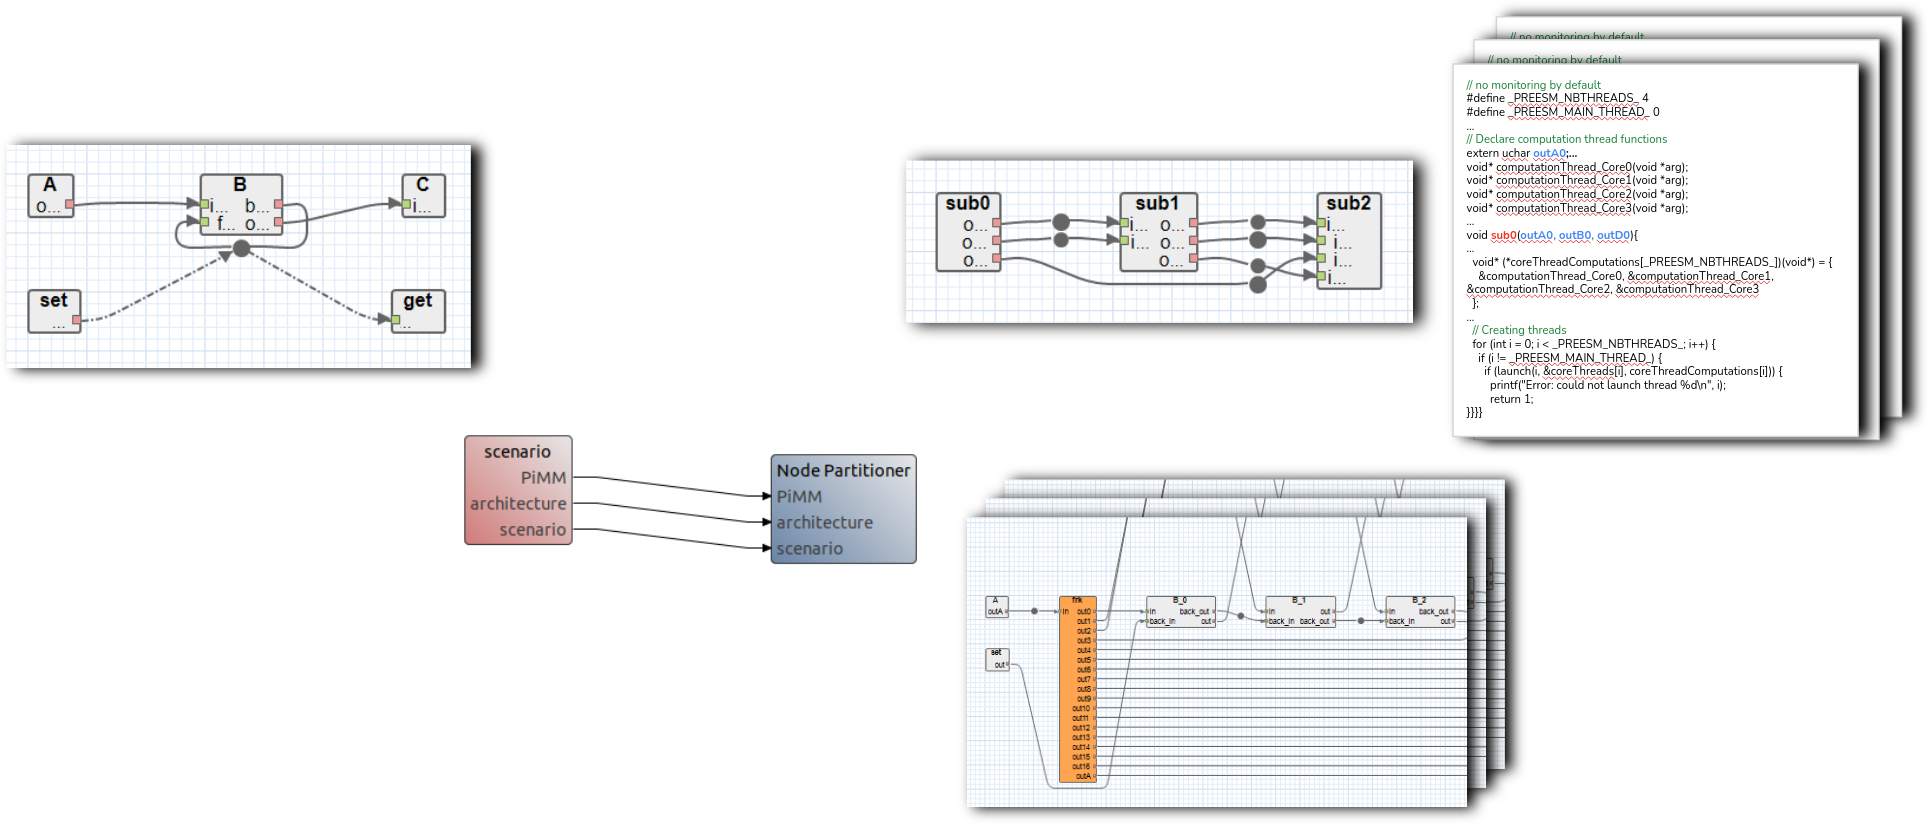 A
o...
B
i... b...
f... o...
C
i...
set
...
get
...
sub0
o...
o...
o...
sub1
i... o...
i... o...
o...
sub2
i...
i...
i...
i...
// no monitoring by default
// no monitoring by default
// no monitoring by default
#define _PREESM_NBTHREADS_ 4
#define _PREESM_MAIN_THREAD_ 0
...
// Declare computation thread functions
extern uchar outA0;...
void* computationThread_Core0(void *arg);
void* computationThread_Core1(void *arg);
void* computationThread_Core2(void *arg);
void* computationThread_Core3(void *arg);
...
void sub0(outA0, outB0, outD0){
...
void* (*coreThreadComputations[_PREESM_NBTHREADS_])(void*) = {
&computationThread_Core0, &computationThread_Core1,
&computationThread_Core2, &computationThread_Core3
};
...
// Creating threads
for (int i = 0; i < _PREESM_NBTHREADS_; i++) {
if (i != _PREESM_MAIN_THREAD_) {
if (launch(i, &coreThreads[i], coreThreadComputations[i])) {
printf("Error: could not launch thread %d\n", i);
return 1;
}}}}
scenario
PiMM
architecture
scenario
Node Partitioner
PiMM
architecture
scenario
A
outA
set
out
frk
in out0
out1
out2
out3
out4
out5
out6
out7
out8
out9
out10
out11
out12
out13
out14
out15
out16
outA
B_0
in back_out
back_in out
B_1
in out
back_in back_out
B_2
in back_out
back_in out